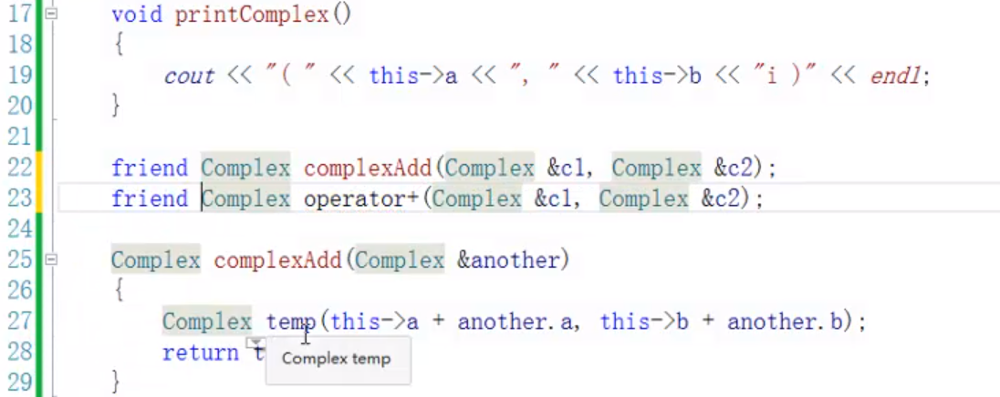 17 void printComplex()
18 {
19 cout << "( " << this->a << ", " << this->b << "i )" << endl;
20 }
21
22 friend Complex complexAdd(Complex &c1, Complex &c2);
23 friend Complex operator+(Complex &c1, Complex &c2);
24
25 Complex complexAdd(Complex &another)
26 {
27 Complex temp(this->a + another.a, this->b + another.b);
28 return t
Complex temp
29 }